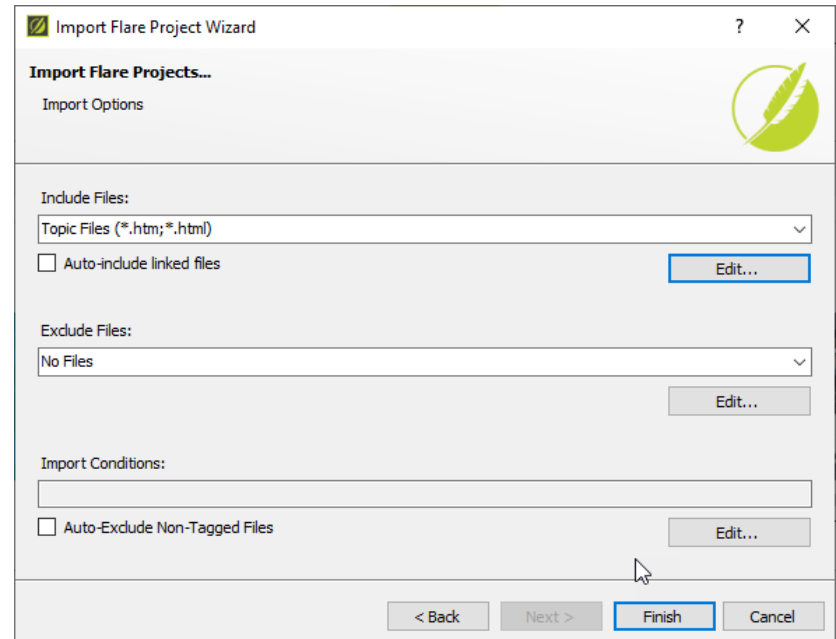 Import Flare Project Wizard
?
Import Flare Projects...
Import Options
Include Files:
Topic Files (*.htm;*.html)
Auto-include linked files
Edit...
Exclude Files:
No Files
Edit...
Import Conditions:
Auto-Exclude Non-Tagged Files
Edit...
< Back Next > Finish Cancel